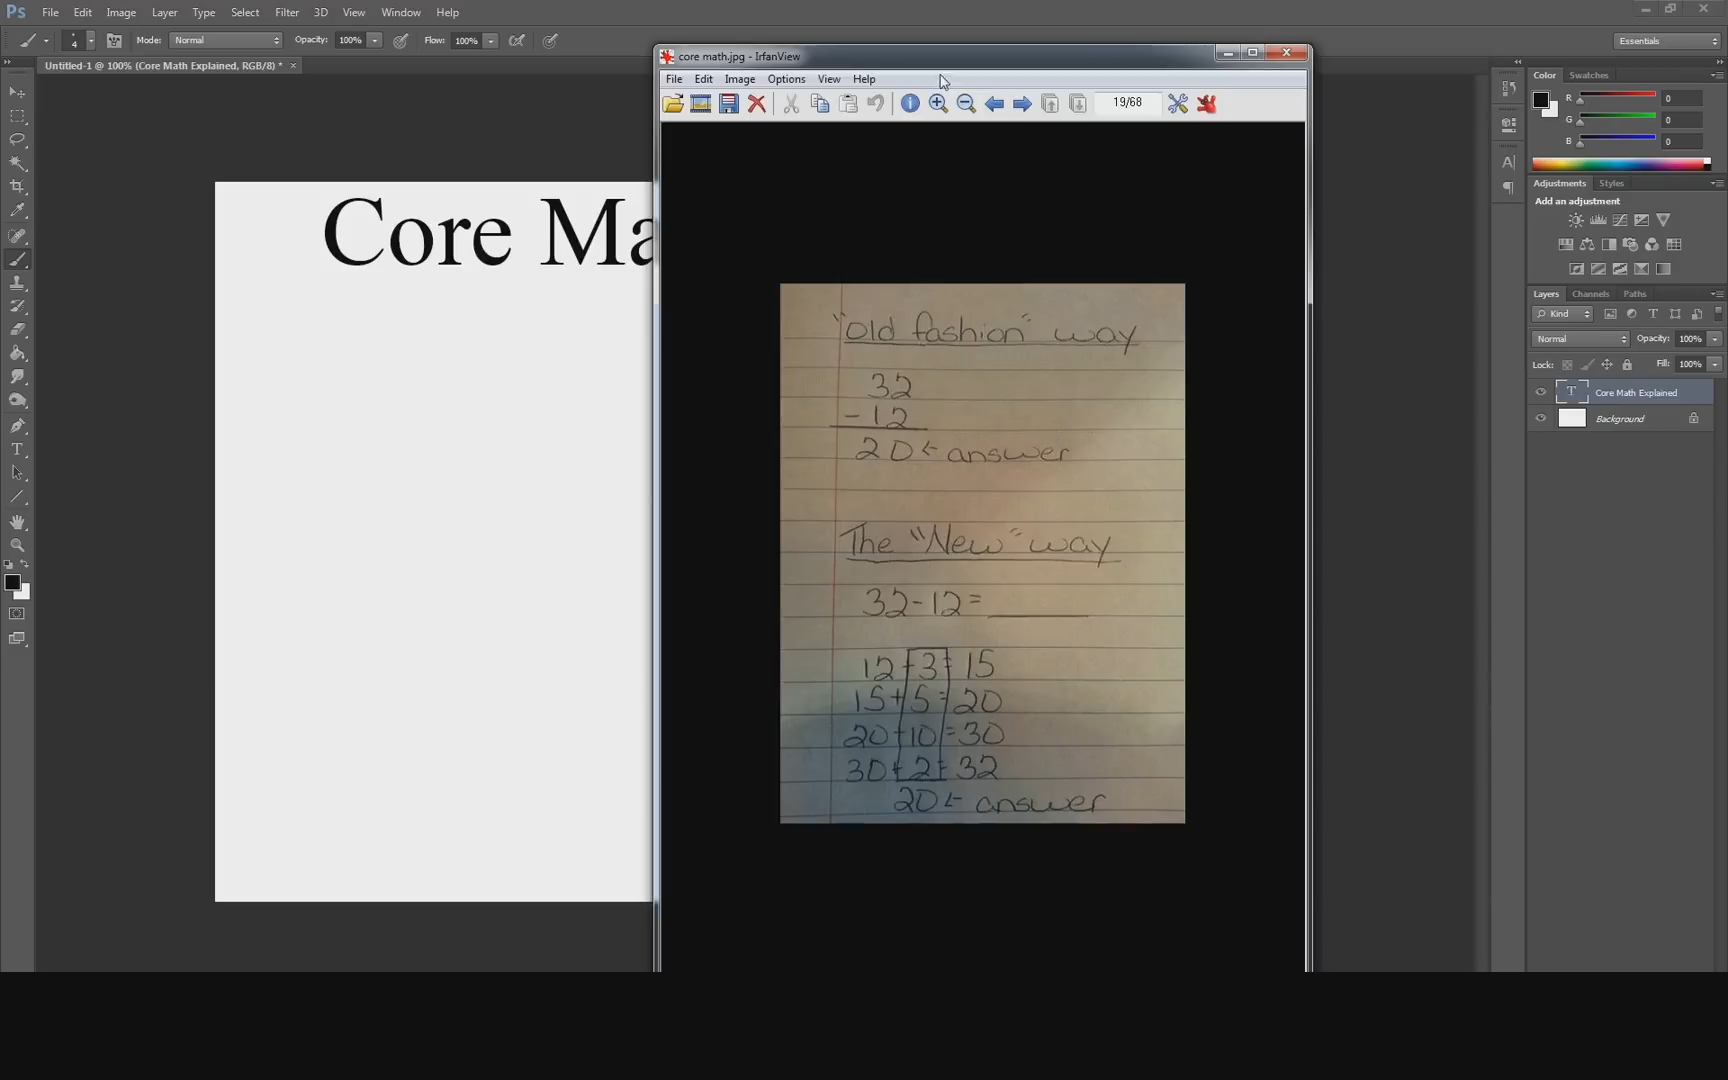 Ps File Edit Image Layer Type Select Filter 3D View Window Help
4 Mode: Normal Opacity: 100% Flow: 100% Essentials
Untitled-1 @ 100% (Core Math Explained, RGB/8) * ×
Core Ma
core math.jpg - IrfanView
File Edit Image Options View Help
19/68
"Old fashion" way
32
- 12
20 ← answer
The "New" way
32-12=
12+3=15
15+5=20
20+10=30
30+2=32
20 ← answer
Color Swatches
R 0
G 0
B 0
Adjustments Styles
Add an adjustment
Layers Channels Paths
Kind
Normal Opacity: 100%
Lock: Fill: 100%
T Core Math Explained
Background